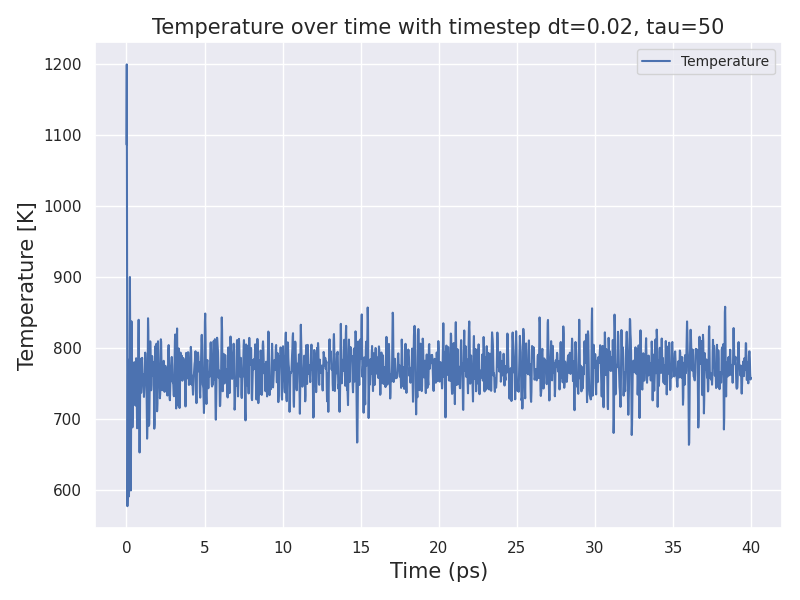 Temperature over time with timestep dt=0.02, tau=50
Temperature
1200
1100
1000
900
800
700
600
Temperature [K]
0 5 10 15 20 25 30 35 40
Time (ps)